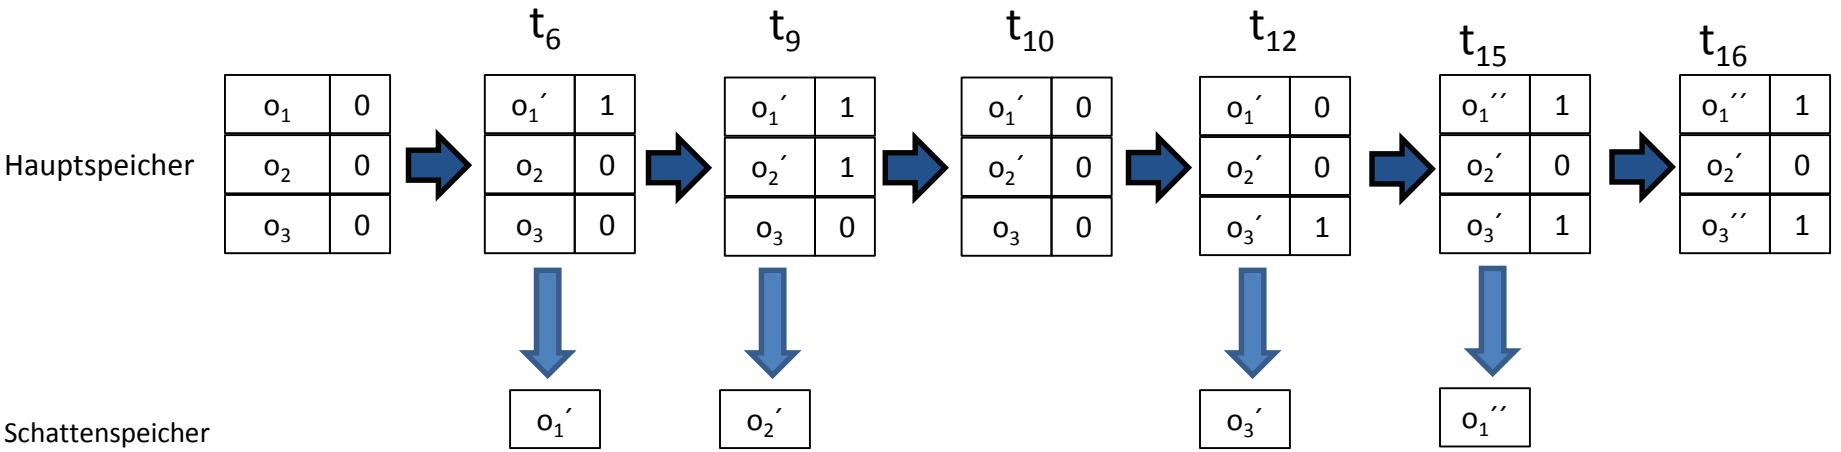 t₆ t₉ t₁₀ t₁₂ t₁₅ t₁₆
o₁ 0 o₁´ 1 o₁´ 1 o₁´ 0 o₁´ 0 o₁´´ 1 o₁´´ 1
Hauptspeicher o₂ 0 o₂ 0 o₂´ 1 o₂´ 0 o₂´ 0 o₂´ 0 o₂´ 0
o₃ 0 o₃ 0 o₃ 0 o₃ 0 o₃´ 1 o₃´ 1 o₃´´ 1
Schattenspeicher o₁´ o₂´ o₃´ o₁´´